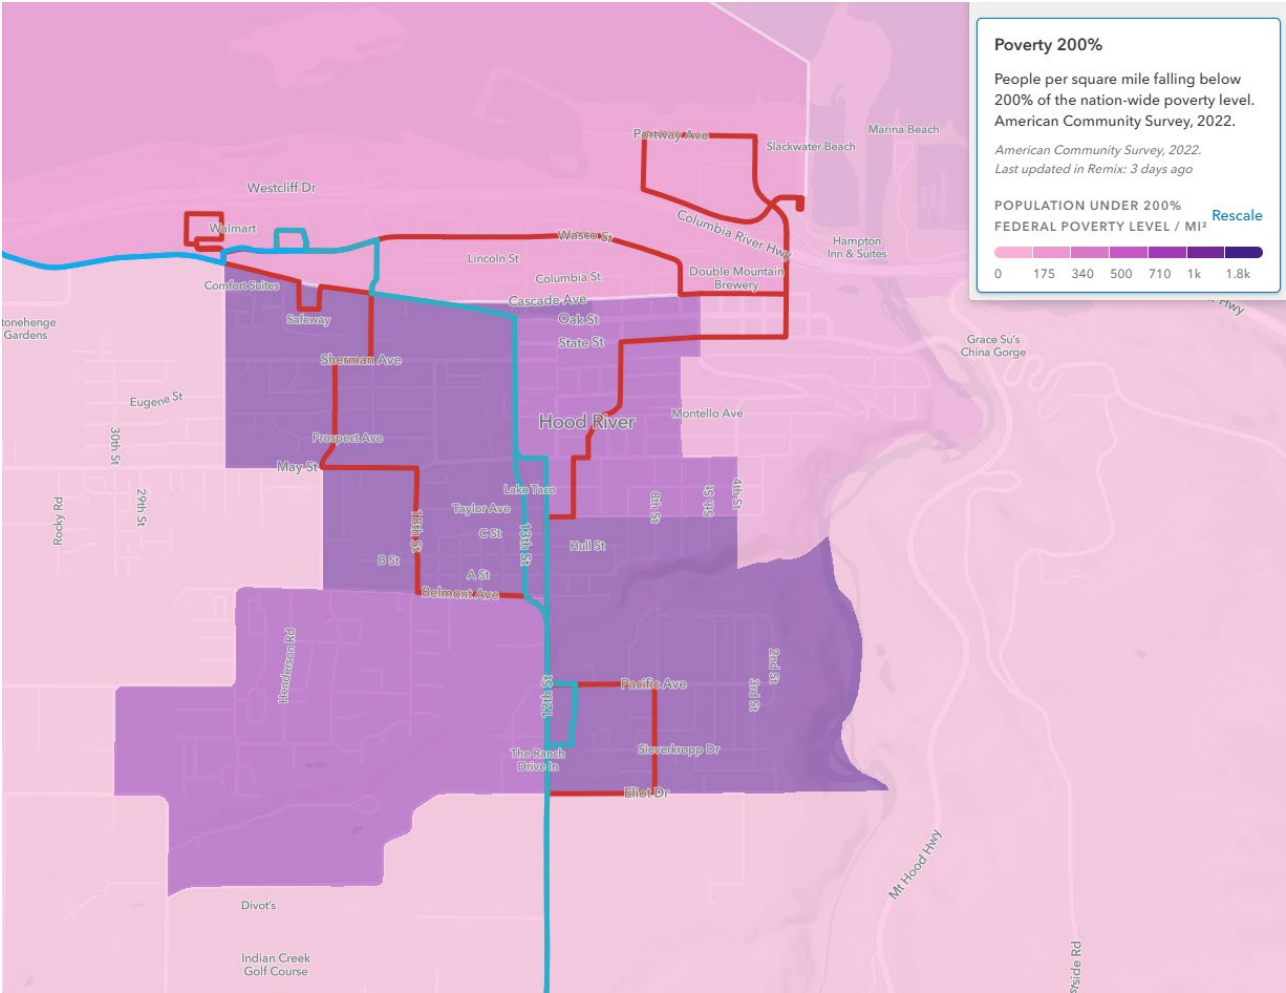 Poverty 200%
People per square mile falling below
200% of the nation-wide poverty level.
American Community Survey, 2022.
American Community Survey, 2022.
Last updated in Remix: 3 days ago
POPULATION UNDER 200%
FEDERAL POVERTY LEVEL / MI²
Rescale
0 175 340 500 710 1k 1.8k
Portway Ave
Marina Beach
Slackwater Beach
Westcliff Dr
Walmart
Columbia River Hwy
Wasco St
Hampton
Inn & Suites
Lincoln St
Columbia St
Double Mountain
Brewery
Comfort Suites
Cascade Ave
Hwy
Safeway
Oak St
tonehenge
Gardens
State St
Grace Su's
China Gorge
Sherman Ave
Eugene St
Montello Ave
Hood River
30th St
Prospect Ave
May St
Lake Taco
4th St
5th St
8th St
29th St
Rocky Rd
Taylor Ave
18th St
C St
13th St
Hull St
B St
A St
Belmont Ave
Henderson Rd
2nd St
3rd St
Pacific Ave
12th St
The Ranch
Drive In
Sieverkropp Dr
Eliot Dr
Mt Hood Hwy
Divot's
Indian Creek
Golf Course
stside Rd